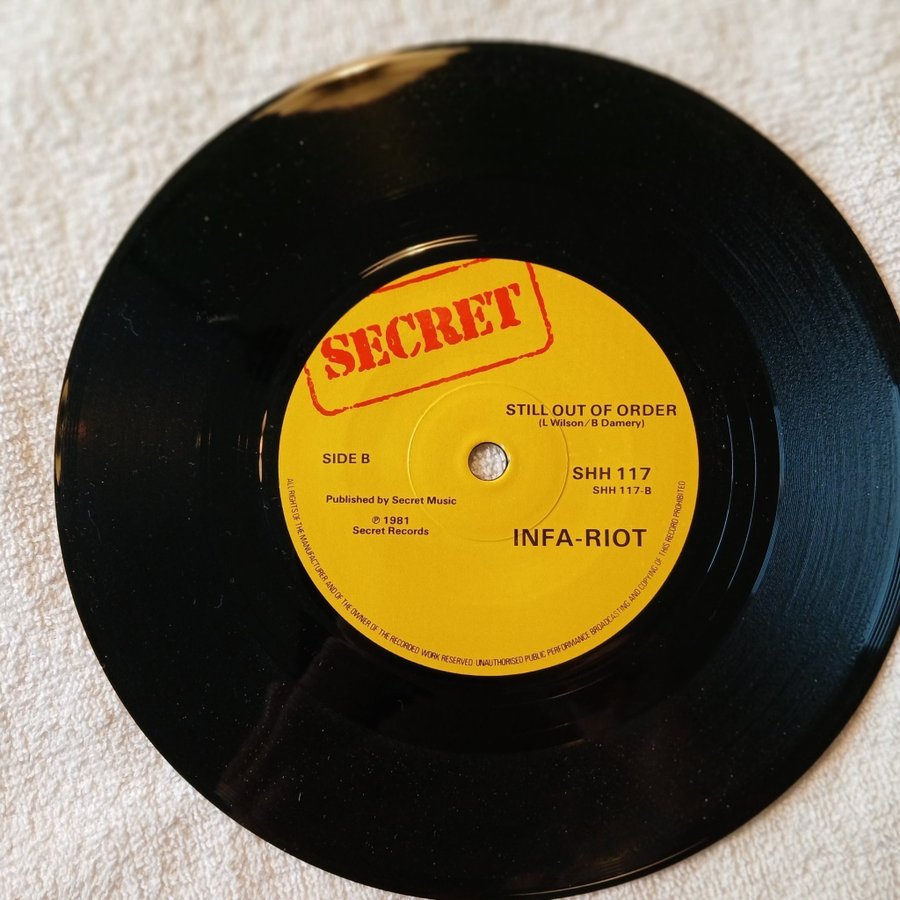 SECRET
STILL OUT OF ORDER
(L Wilson/B Damery)
SIDE B
SHH 117
SHH 117-B
Published by Secret Music
℗ 1981
Secret Records
INFA-RIOT
ALL RIGHTS OF THE MANUFACTURER AND OF THE OWNER OF THE RECORDED WORK RESERVED UNAUTHORISED PUBLIC PERFORMANCE BROADCASTING AND COPYING OF THIS RECORD PROHIBITED